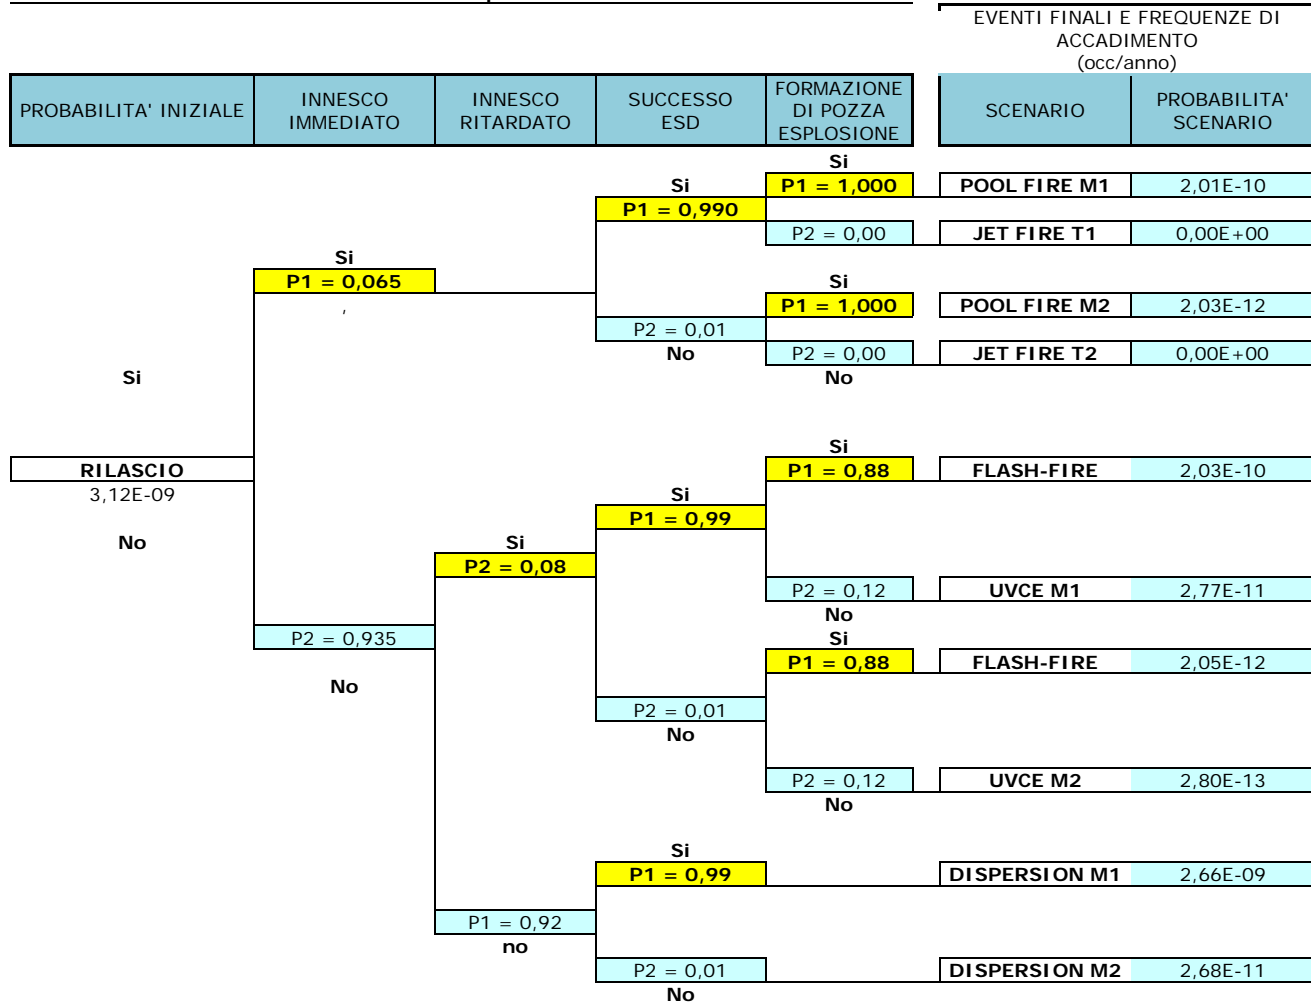 EVENTI FINALI E FREQUENZE DI
ACCADIMENTO
(occ/anno)
PROBABILITA' INIZIALE
INNESCO
IMMEDIATO
INNESCO
RITARDATO
SUCCESSO
ESD
FORMAZIONE
DI POZZA
ESPLOSIONE
SCENARIO
PROBABILITA'
SCENARIO
Si
Si
P1 = 1,000
POOL FIRE M1
2,01E-10
P1 = 0,990
P2 = 0,00
JET FIRE T1
0,00E+00
Si
P1 = 0,065
Si
,
P1 = 1,000
POOL FIRE M2
2,03E-12
P2 = 0,01
No
P2 = 0,00
JET FIRE T2
0,00E+00
Si
No
Si
RILASCIO
P1 = 0,88
FLASH-FIRE
2,03E-10
3,12E-09
Si
P1 = 0,99
No
Si
P2 = 0,08
P2 = 0,12
UVCE M1
2,77E-11
No
P2 = 0,935
Si
P1 = 0,88
FLASH-FIRE
2,05E-12
No
P2 = 0,01
No
P2 = 0,12
UVCE M2
2,80E-13
No
Si
P1 = 0,99
DISPERSION M1
2,66E-09
P1 = 0,92
no
P2 = 0,01
DISPERSION M2
2,68E-11
No